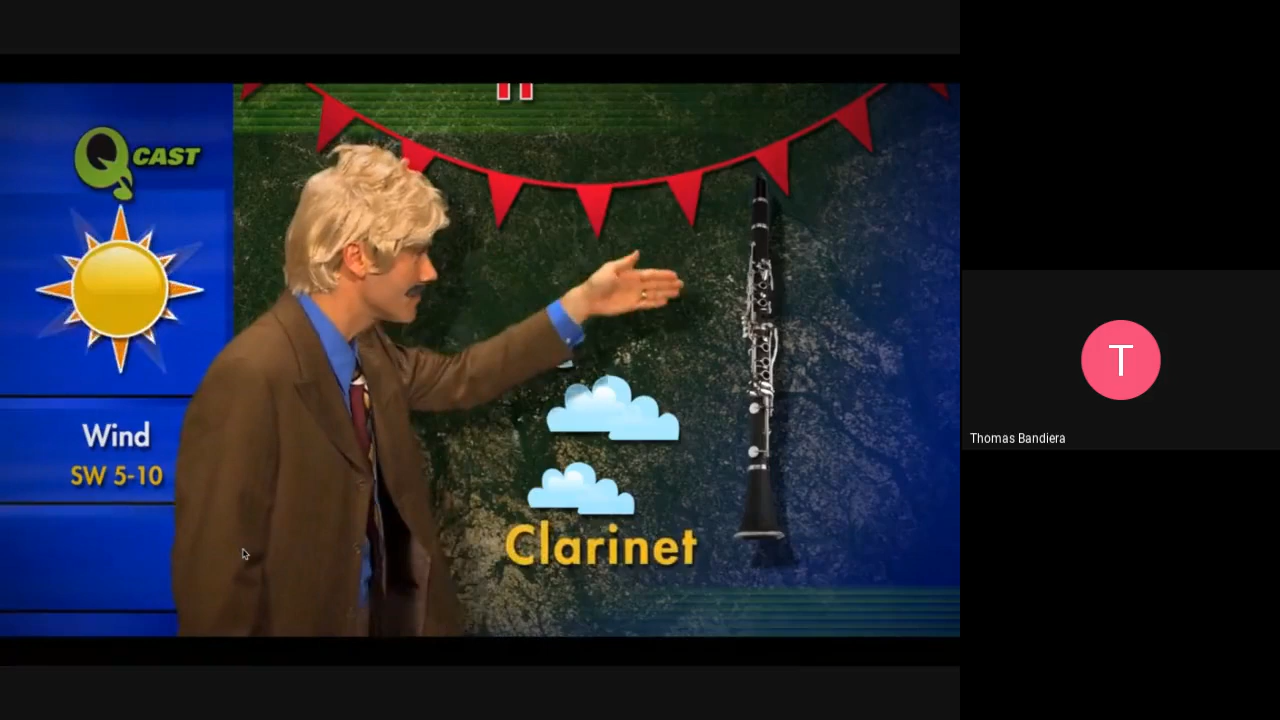 Q CAST
Wind
SW 5-10
Clarinet
T
Thomas Bandiera